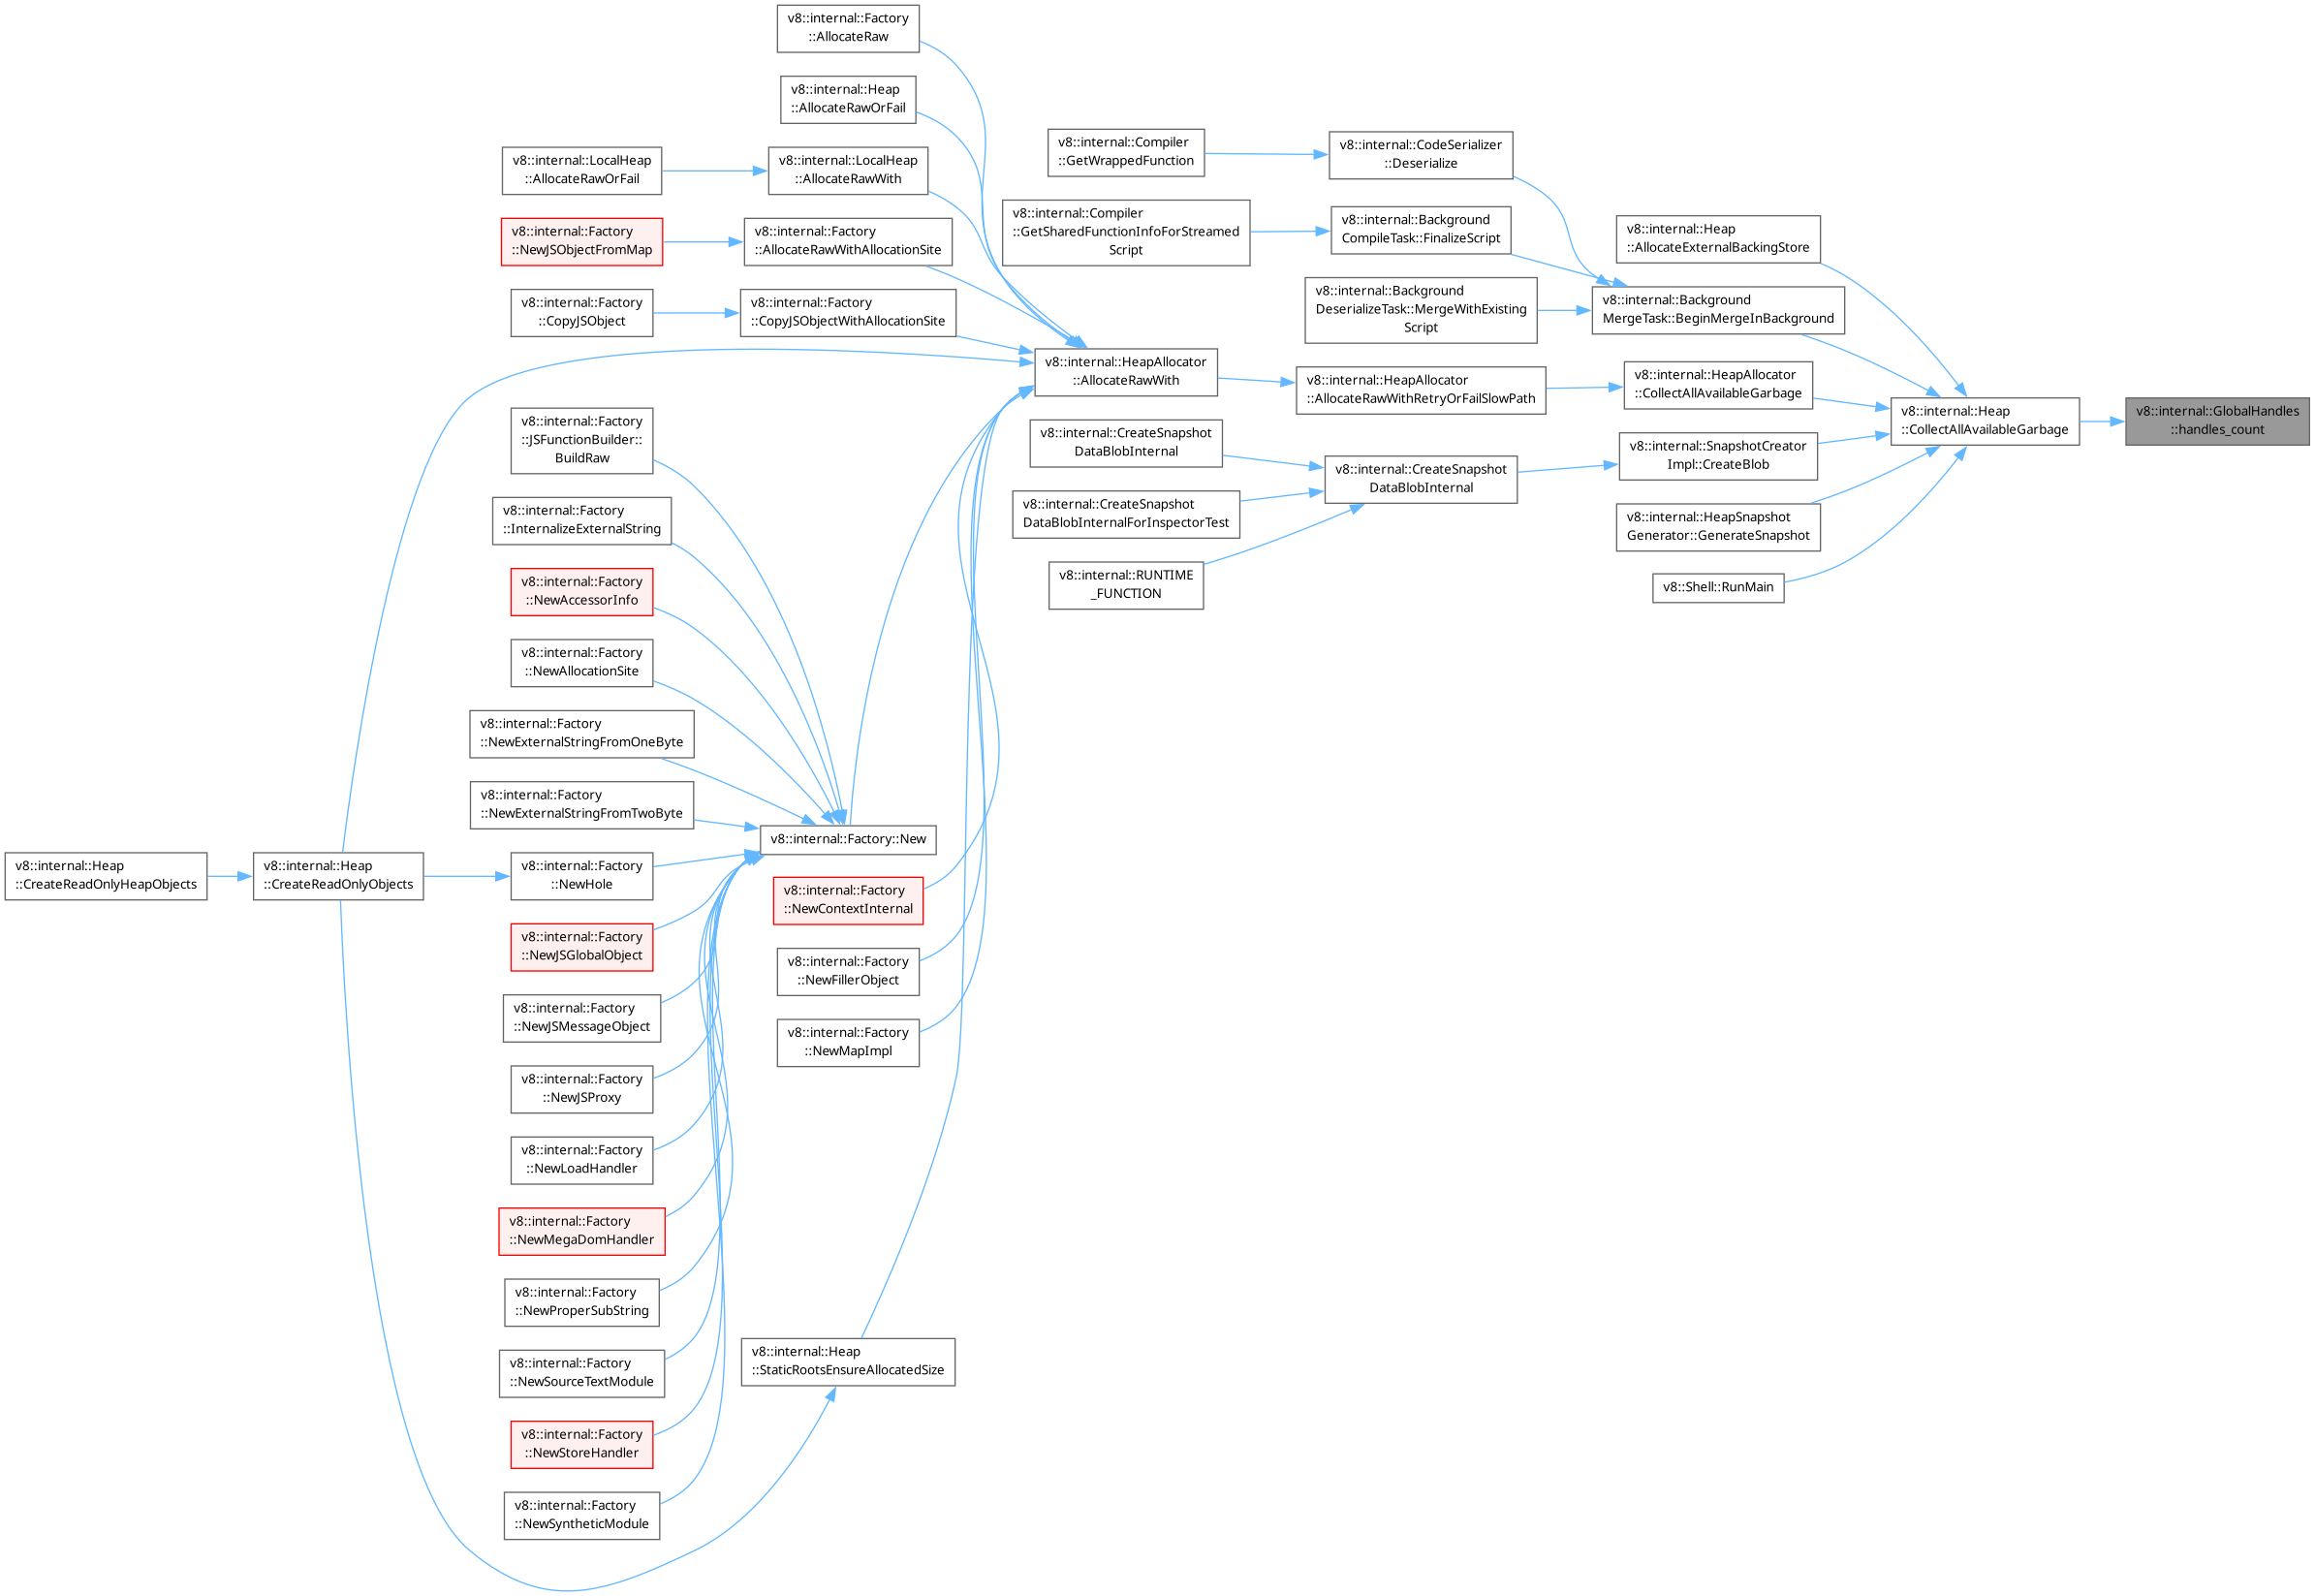 v8::internal::Factory
::AllocateRaw
v8::internal::Heap
::AllocateRawOrFail
v8::internal::LocalHeap
::AllocateRawOrFail
v8::internal::LocalHeap
::AllocateRawWith
v8::internal::Factory
::NewJSObjectFromMap
v8::internal::Factory
::AllocateRawWithAllocationSite
v8::internal::Factory
::CopyJSObject
v8::internal::Factory
::CopyJSObjectWithAllocationSite
v8::internal::Compiler
::GetWrappedFunction
v8::internal::CodeSerializer
::Deserialize
v8::internal::Compiler
::GetSharedFunctionInfoForStreamed
Script
v8::internal::Background
CompileTask::FinalizeScript
v8::internal::Heap
::AllocateExternalBackingStore
v8::internal::Background
DeserializeTask::MergeWithExisting
Script
v8::internal::Background
MergeTask::BeginMergeInBackground
v8::internal::HeapAllocator
::AllocateRawWith
v8::internal::HeapAllocator
::AllocateRawWithRetryOrFailSlowPath
v8::internal::HeapAllocator
::CollectAllAvailableGarbage
v8::internal::Heap
::CollectAllAvailableGarbage
v8::internal::GlobalHandles
::handles_count
v8::internal::CreateSnapshot
DataBlobInternal
v8::internal::CreateSnapshot
DataBlobInternal
v8::internal::SnapshotCreator
Impl::CreateBlob
v8::internal::CreateSnapshot
DataBlobInternalForInspectorTest
v8::internal::HeapSnapshot
Generator::GenerateSnapshot
v8::internal::RUNTIME
_FUNCTION
v8::Shell::RunMain
v8::internal::Factory
::JSFunctionBuilder::
BuildRaw
v8::internal::Factory
::InternalizeExternalString
v8::internal::Factory
::NewAccessorInfo
v8::internal::Factory
::NewAllocationSite
v8::internal::Factory
::NewExternalStringFromOneByte
v8::internal::Factory
::NewExternalStringFromTwoByte
v8::internal::Factory::New
v8::internal::Heap
::CreateReadOnlyHeapObjects
v8::internal::Heap
::CreateReadOnlyObjects
v8::internal::Factory
::NewHole
v8::internal::Factory
::NewContextInternal
v8::internal::Factory
::NewJSGlobalObject
v8::internal::Factory
::NewFillerObject
v8::internal::Factory
::NewJSMessageObject
v8::internal::Factory
::NewMapImpl
v8::internal::Factory
::NewJSProxy
v8::internal::Factory
::NewLoadHandler
v8::internal::Factory
::NewMegaDomHandler
v8::internal::Factory
::NewProperSubString
v8::internal::Factory
::NewSourceTextModule
v8::internal::Heap
::StaticRootsEnsureAllocatedSize
v8::internal::Factory
::NewStoreHandler
v8::internal::Factory
::NewSyntheticModule